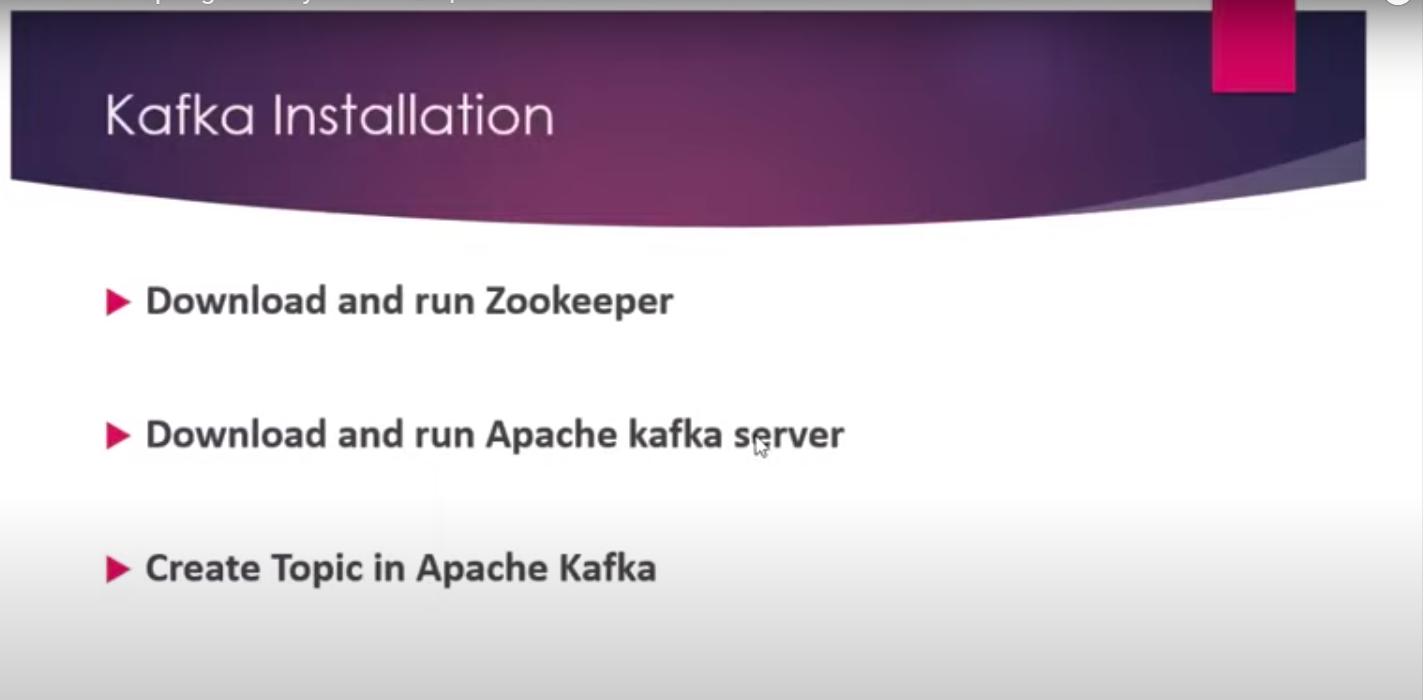 Kafka Installation
Download and run Zookeeper
Download and run Apache kafka server
Create Topic in Apache Kafka